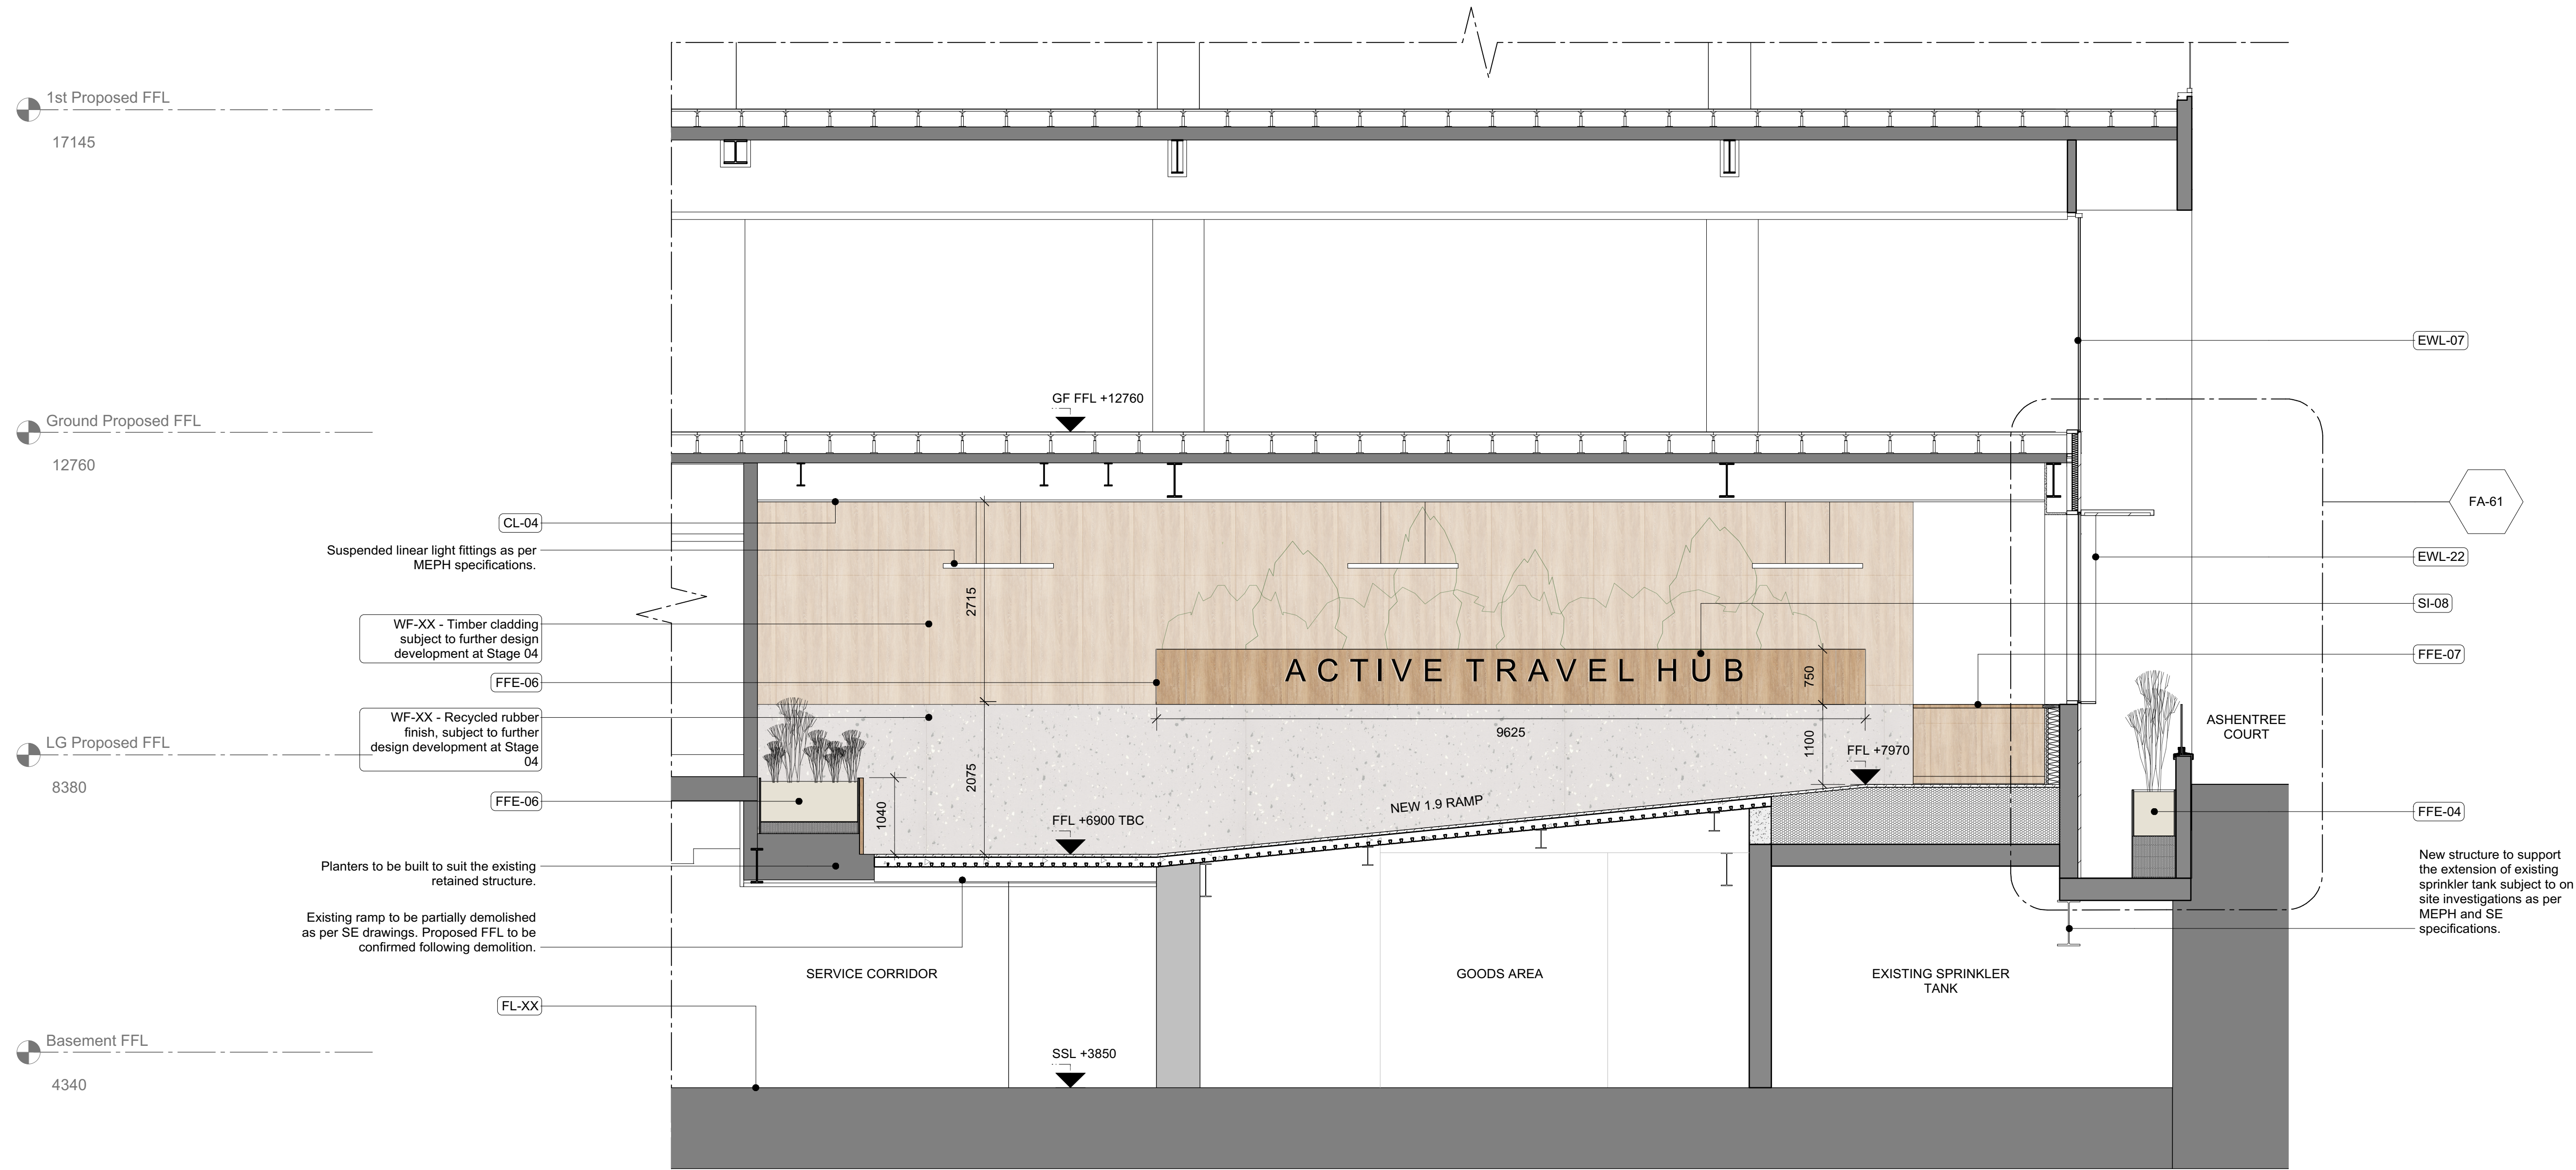 1st Proposed FFL
17145
Ground Proposed FFL
12760
LG Proposed FFL
8380
Basement FFL
4340
CL-04
Suspended linear light fittings as per
MEPH specifications.
WF-XX - Timber cladding
subject to further design
development at Stage 04
FFE-06
WF-XX - Recycled rubber
finish, subject to further
design development at Stage
04
FFE-06
Planters to be built to suit the existing
retained structure.
Existing ramp to be partially demolished
as per SE drawings. Proposed FFL to be
confirmed following demolition.
FL-XX
GF FFL +12760
2715
ACTIVE TRAVEL HUB
750
9625
1100
FFL +7970
2075
1040
NEW 1.9 RAMP
FFL +6900 TBC
SERVICE CORRIDOR
GOODS AREA
EXISTING SPRINKLER
TANK
SSL +3850
ASHENTREE
COURT
EWL-07
FA-61
EWL-22
SI-08
FFE-07
FFE-04
New structure to support
the extension of existing
sprinkler tank subject to on
site investigations as per
MEPH and SE
specifications.